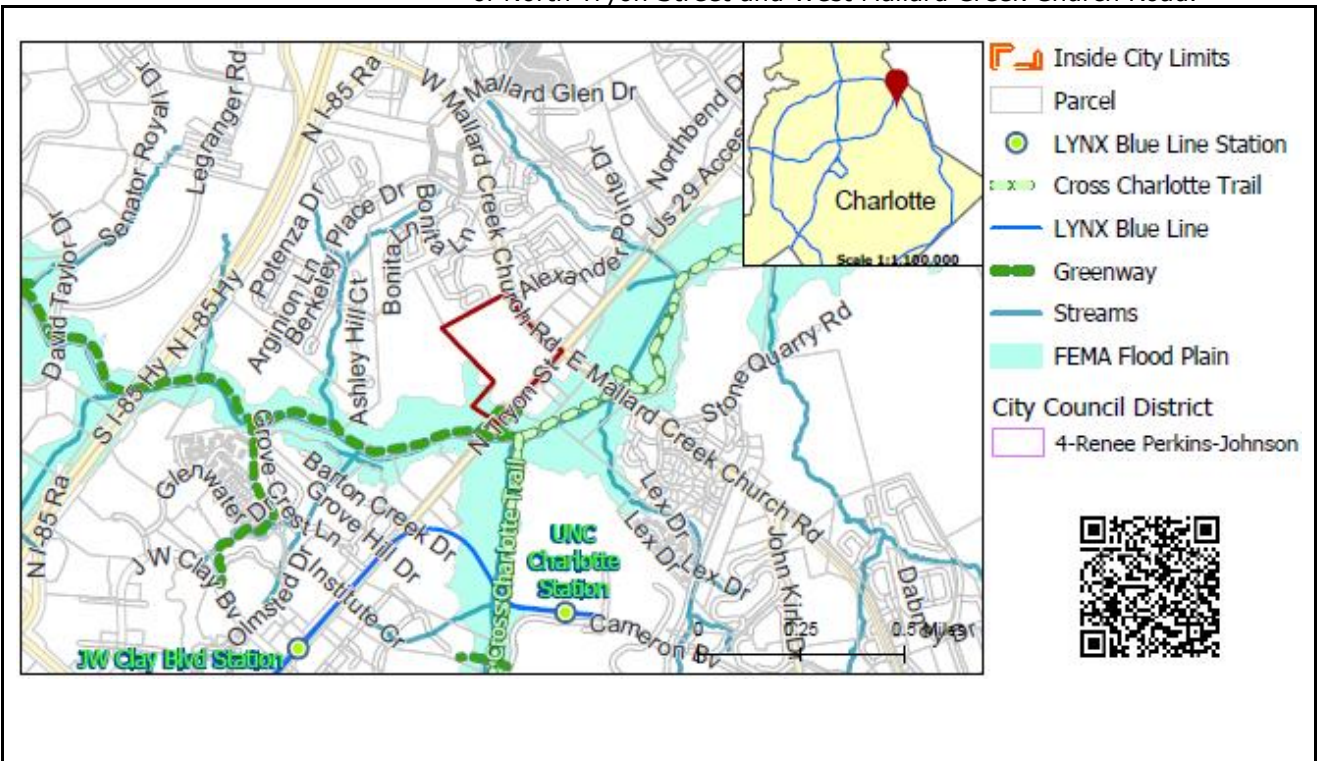 of North Tryon Street and West Mallard Creek Church Road.
Inside City Limits
Parcel
LYNX Blue Line Station
Cross Charlotte Trail
LYNX Blue Line
Greenway
Streams
FEMA Flood Plain
City Council District
4-Renee Perkins-Johnson
Charlotte
Scale 1:1,100,000
Senator Royall Dr
Legranger Rd
N I-85 Ra
W Mallard Creek Church Rd
Mallard Glen Dr
Northbend D
Us 29 Acces
Alexander Pointe Dr
David Taylor Dr
Potenza Dr
Arginion Ln
Berkeley Place Dr
Bonita Ln
Bonita Ln
Ashley Hill Ct
S I-85 Hy
N I-85 Hy
N I-85 Ra
N Tryon St
E Mallard Creek Church Rd
Stone Quarry Rd
Glenwater Dr
Grove Crest Ln
Barton Creek Dr
Grove Hill Dr
J W Clay Bv
Olmsted Dr
Institute Cr
Cross Charlotte Trail
UNC
Charlotte
Station
Cameron Bv
JW Clay Blvd Station
Lex Dr
Lex Dr
Lex Dr
John Kirk Dr
0 0.25 0.5 Miles